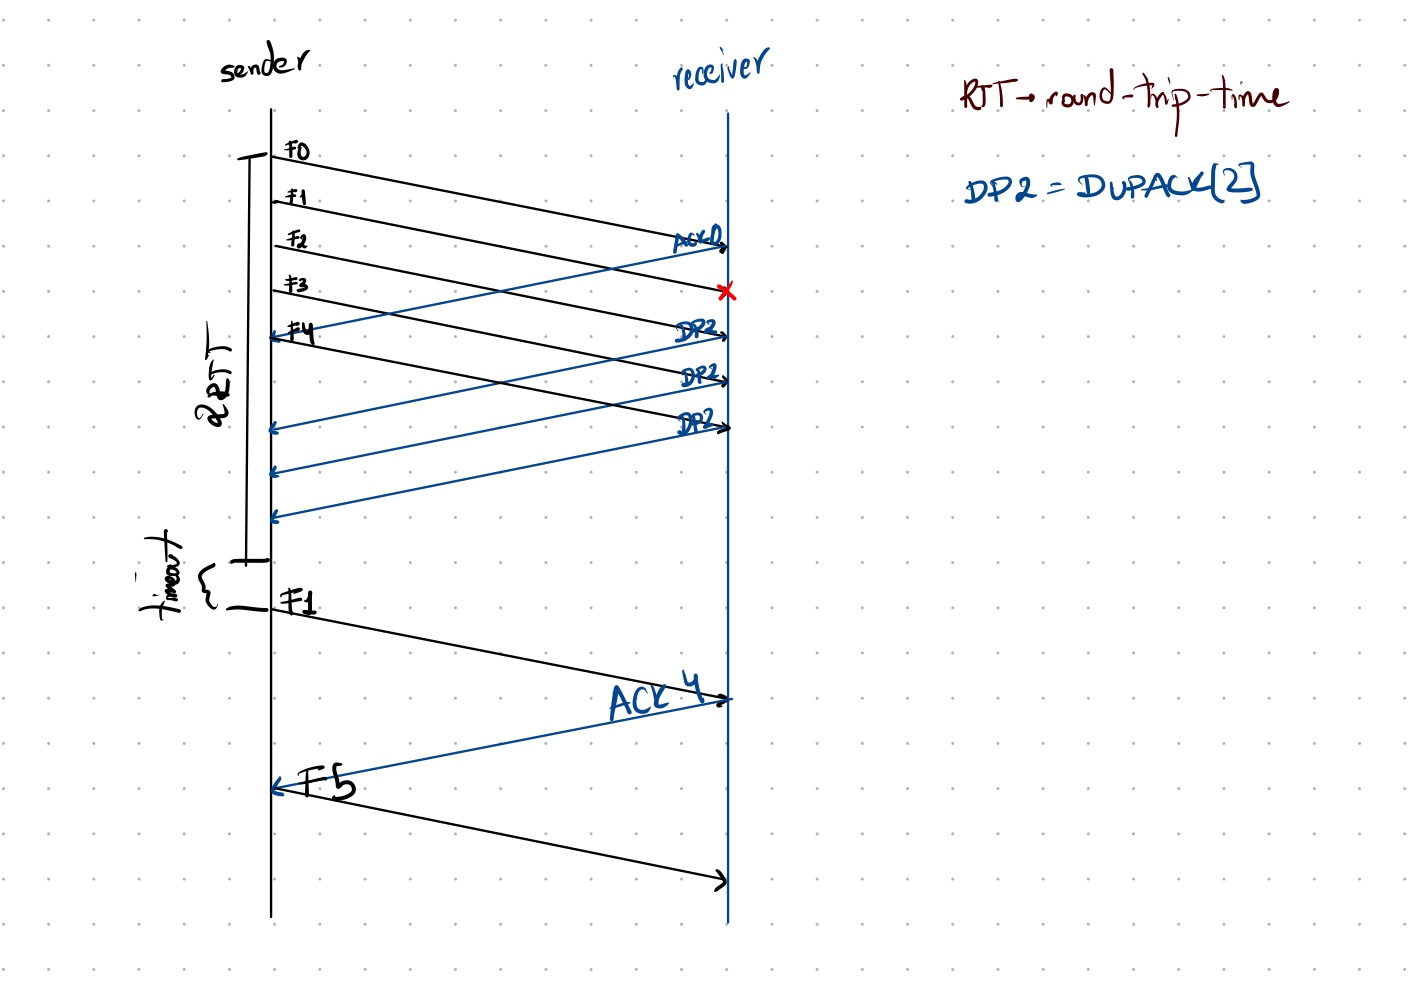 sender
receiver
RTT → round-trip-time
DP2 = DUPACK[2]
F0
F1
F2
ACK0
F3
F4
DP2
DP2
DP2
2RTT
timeout
F1
ACK 4
F5